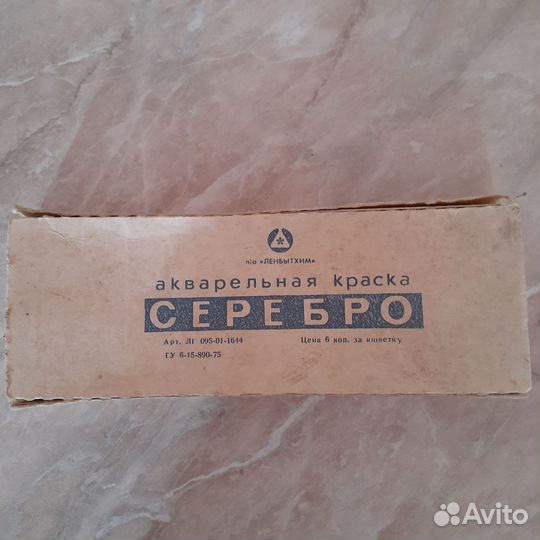 п/о «ЛЕНБЫТХИМ»
акварельная краска
СЕРЕБРО
Арт. ЛГ 095-01-1644 Цена 6 коп. за кюветку
ТУ 6-15-890-75
Avito